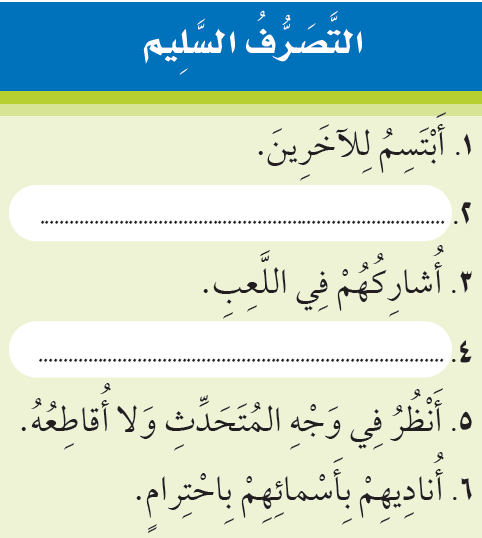 التَّصَرُّفُ السَّلِيم
١. أَبْتَسِمُ لِلآخَرِينَ.
٢. ........................................................................
٣. أُشارِكُهُمْ فِي اللَّعِبِ.
٤. ........................................................................
٥. أَنْظُرُ فِي وَجْهِ المُتَحَدِّثِ وَلا أُقاطِعُهُ.
٦. أُنادِيهِمْ بِأَسْمائِهِمْ بِاحْتِرامٍ.